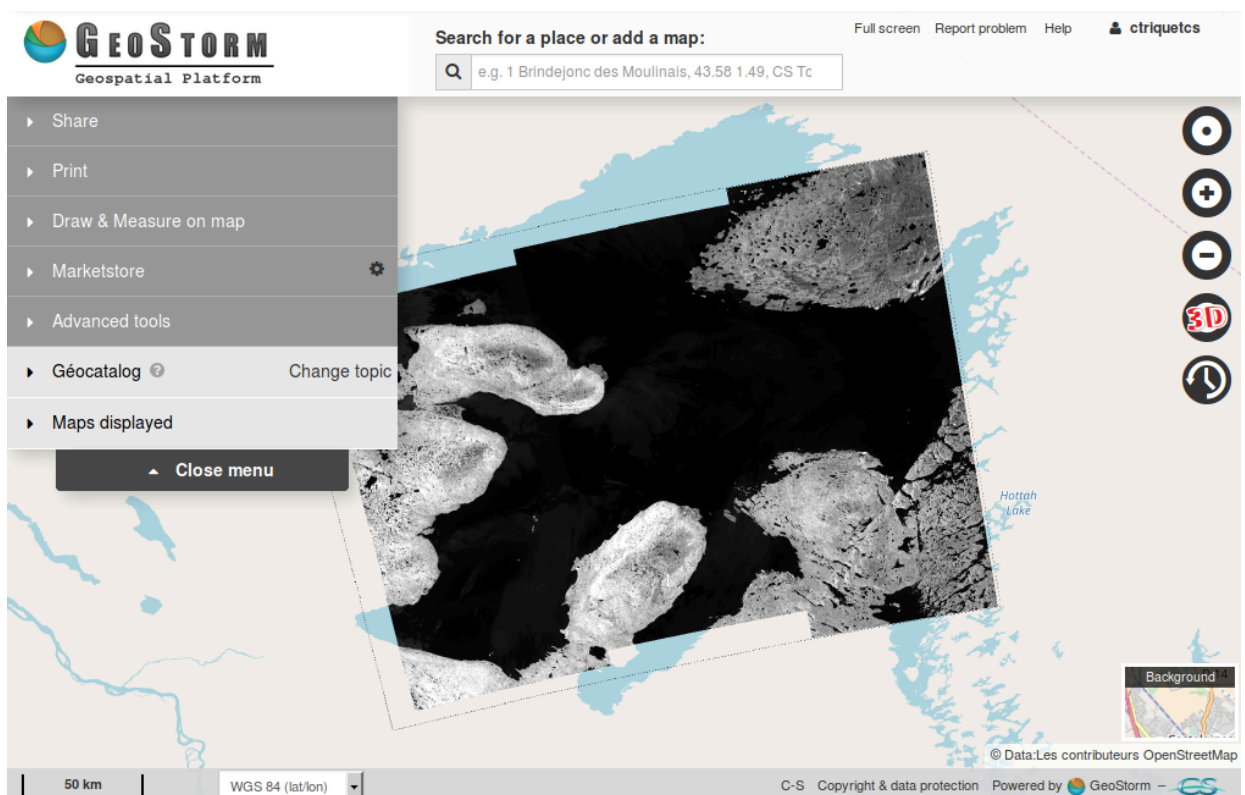 GEOSTORM
Geospatial Platform
Search for a place or add a map:
e.g. 1 Brindejonc des Moulinais, 43.58 1.49, CS Tc
Full screen Report problem Help ctriquetcs
Share
Print
Draw & Measure on map
Marketstore
Advanced tools
Géocatalog ? Change topic
Maps displayed
Close menu
3D
Hottah
Lake
Background
© Data:Les contributeurs OpenStreetMap
50 km
WGS 84 (lat/lon)
C-S Copyright & data protection Powered by GeoStorm – CS